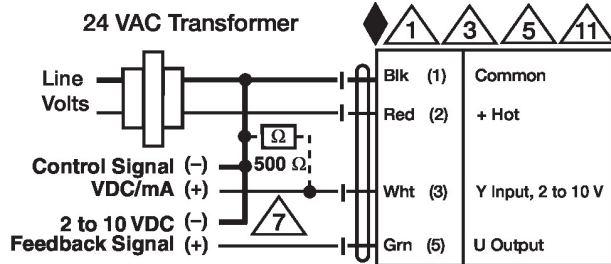 24 VAC Transformer
1 3 5 11
Line
Volts
Blk (1) Common
Red (2) + Hot
Ω
500 Ω
Control Signal (–)
VDC/mA (+)
Wht (3) Y Input, 2 to 10 V
7
2 to 10 VDC (–)
Feedback Signal (+)
Grn (5) U Output